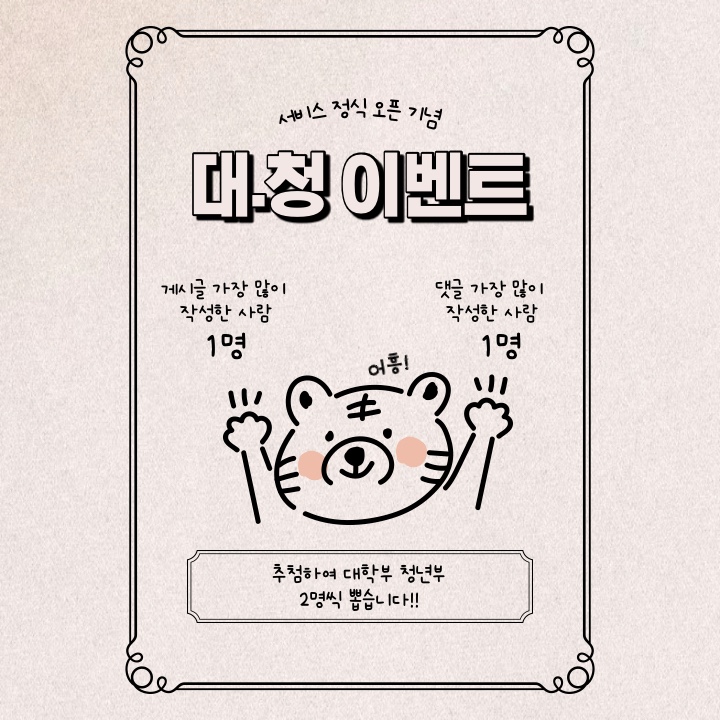 서비스 정식 오픈 기념
대·청 이벤트
게시글 가장 많이
작성한 사람
1명
댓글 가장 많이
작성한 사람
1명
어흥!
추첨하여 대학부 청년부
2명씩 뽑습니다!!